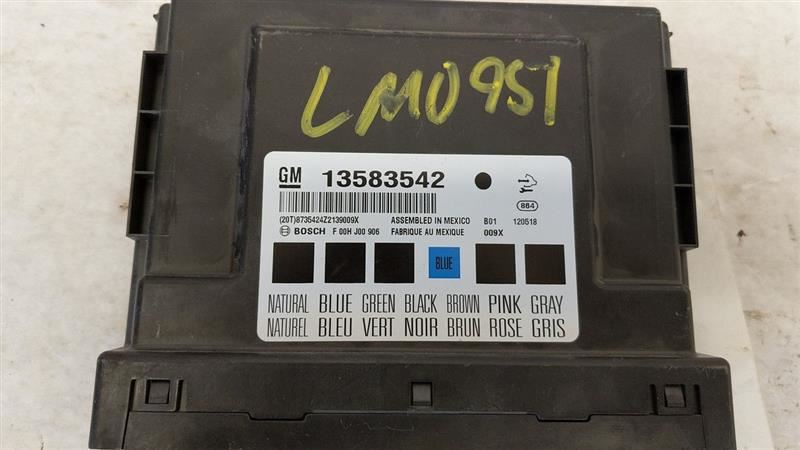 LMU951
GM 13583542
864
(20T)8735424Z2139009X ASSEMBLED IN MEXICO B01 120518
BOSCH F 00H J00 906 FABRIQUE AU MEXIQUE 009X
BLUE
NATURAL BLUE GREEN BLACK BROWN PINK GRAY
NATUREL BLEU VERT NOIR BRUN ROSE GRIS